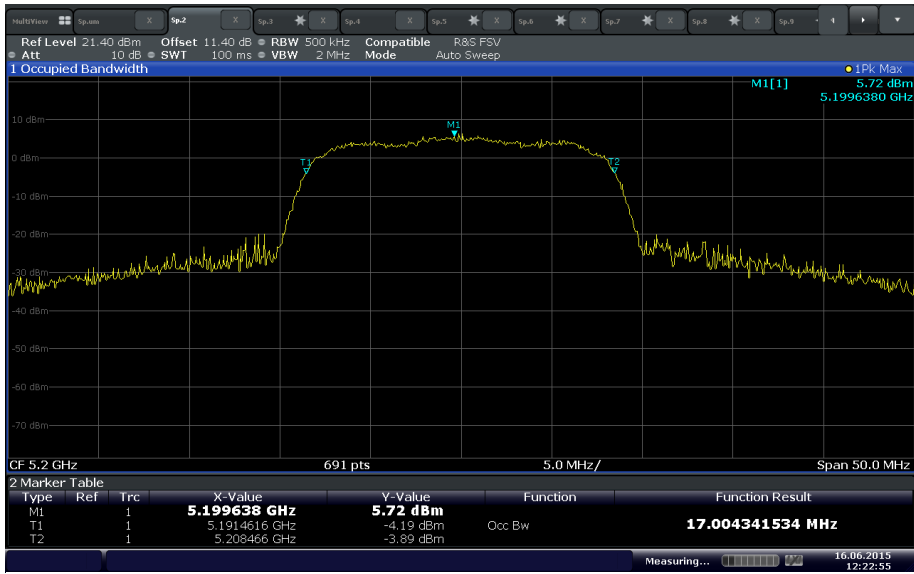 MultiView Sp.um X Sp.2 X Sp.3 X Sp.4 X Sp.5 X Sp.6 X Sp.7 X Sp.8 X Sp.9
Ref Level 21.40 dBm Offset 11.40 dB RBW 500 kHz Compatible R&S FSV
Att 10 dB SWT 100 ms VBW 2 MHz Mode Auto Sweep
1 Occupied Bandwidth 1Pk Max
M1[1] 5.72 dBm
5.1996380 GHz
10 dBm
M1
0 dBm
T1 T2
-10 dBm
-20 dBm
-30 dBm
-40 dBm
-50 dBm
-60 dBm
-70 dBm
CF 5.2 GHz 691 pts 5.0 MHz/ Span 50.0 MHz
2 Marker Table
Type Ref Trc X-Value Y-Value Function Function Result
M1 1 5.199638 GHz 5.72 dBm
T1 1 5.1914616 GHz -4.19 dBm Occ Bw 17.004341534 MHz
T2 1 5.208466 GHz -3.89 dBm
Measuring... 16.06.2015
12:22:55